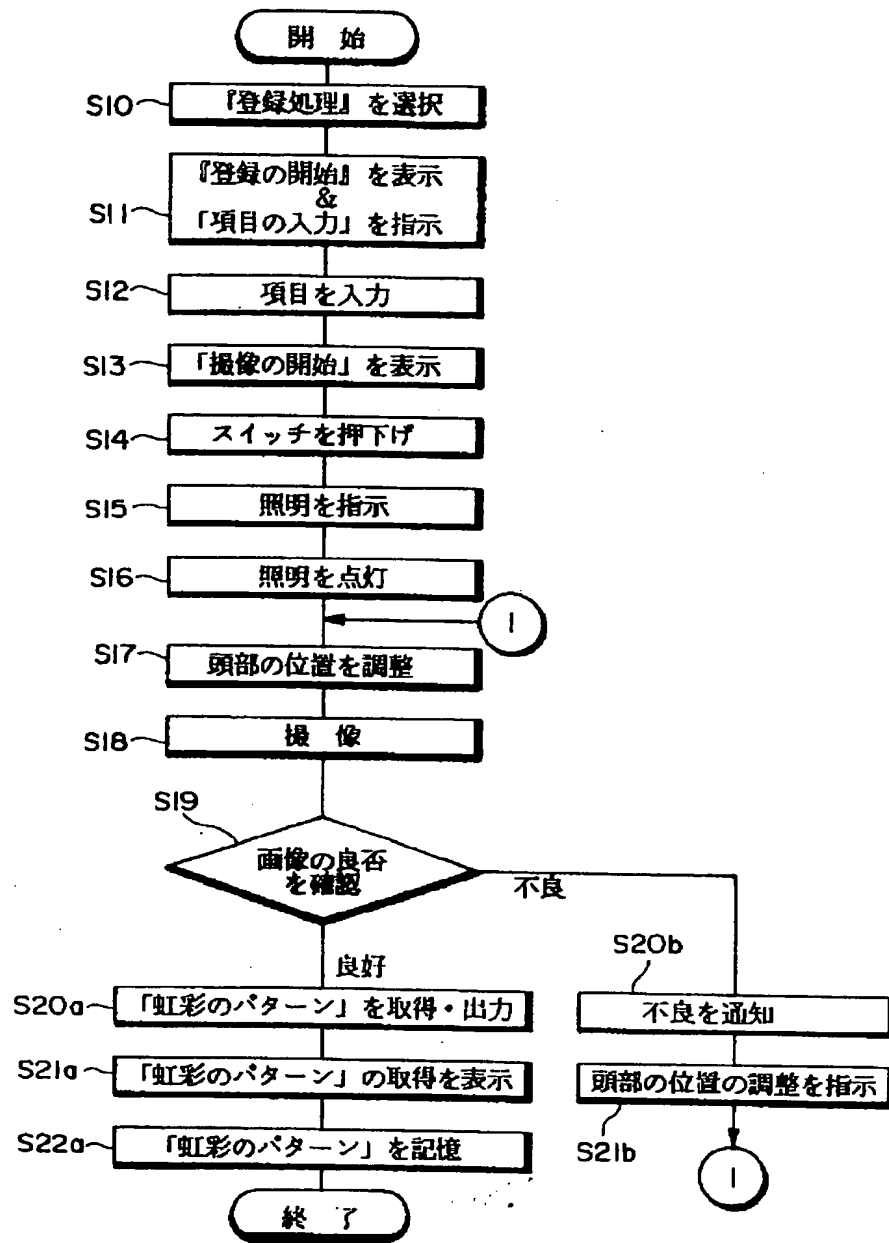 開 始
S10 『登録処理』を選択
『登録の開始』を表示
&
S11 「項目の入力」を指示
S12 項目を入力
S13 「撮像の開始」を表示
S14 スイッチを押下げ
S15 照明を指示
S16 照明を点灯
1
S17 頭部の位置を調整
S18 撮 像
S19
画像の良否
を確認
不良
良好
S20a 「虹彩のパターン」を取得・出力
S21a 「虹彩のパターン」の取得を表示
S22a 「虹彩のパターン」を記憶
終 了
S20b
不良を通知
頭部の位置の調整を指示
S21b
1